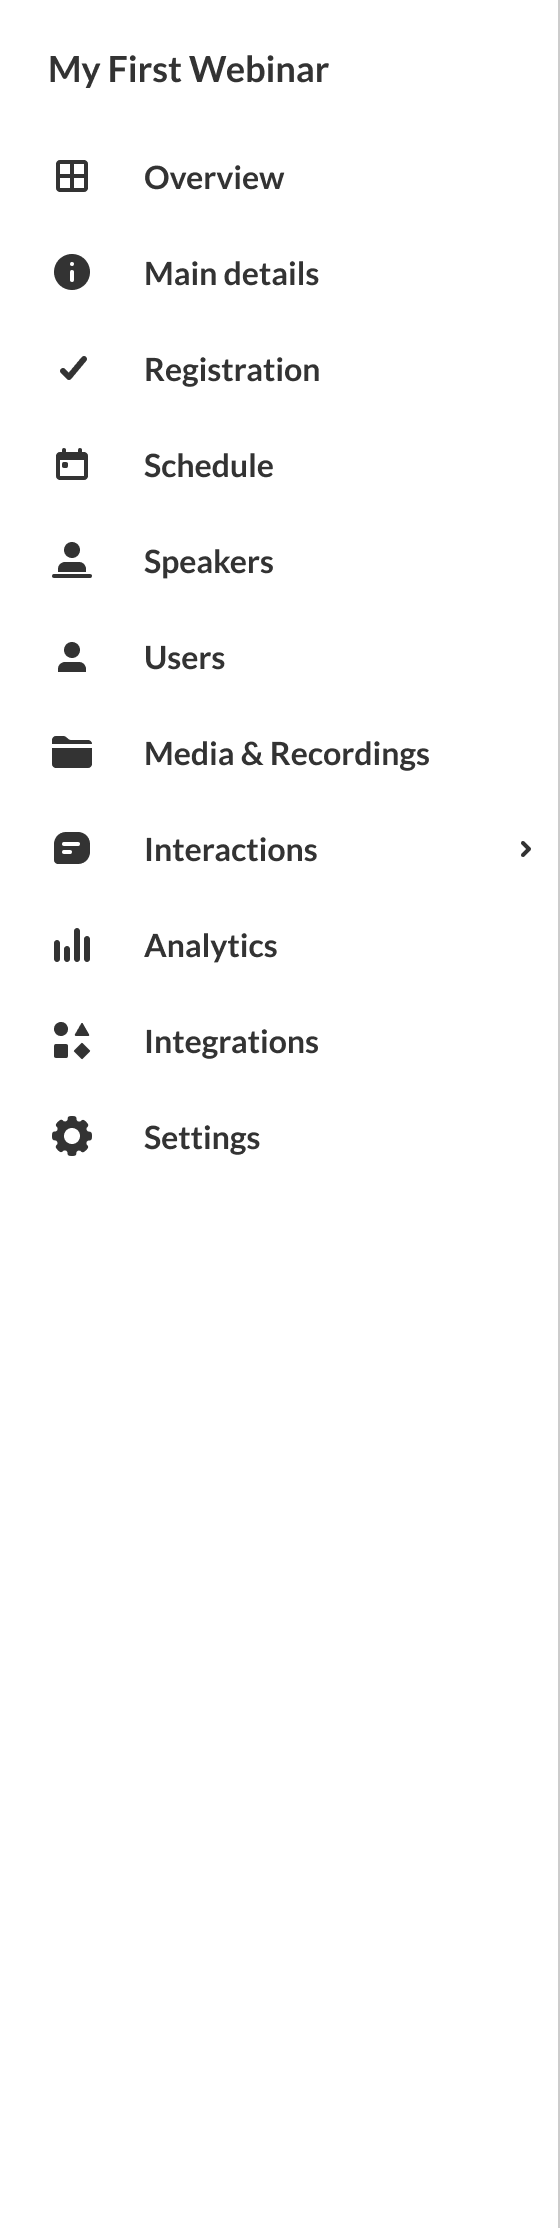 My First Webinar
Overview
Main details
Registration
Schedule
Speakers
Users
Media & Recordings
Interactions
Analytics
Integrations
Settings